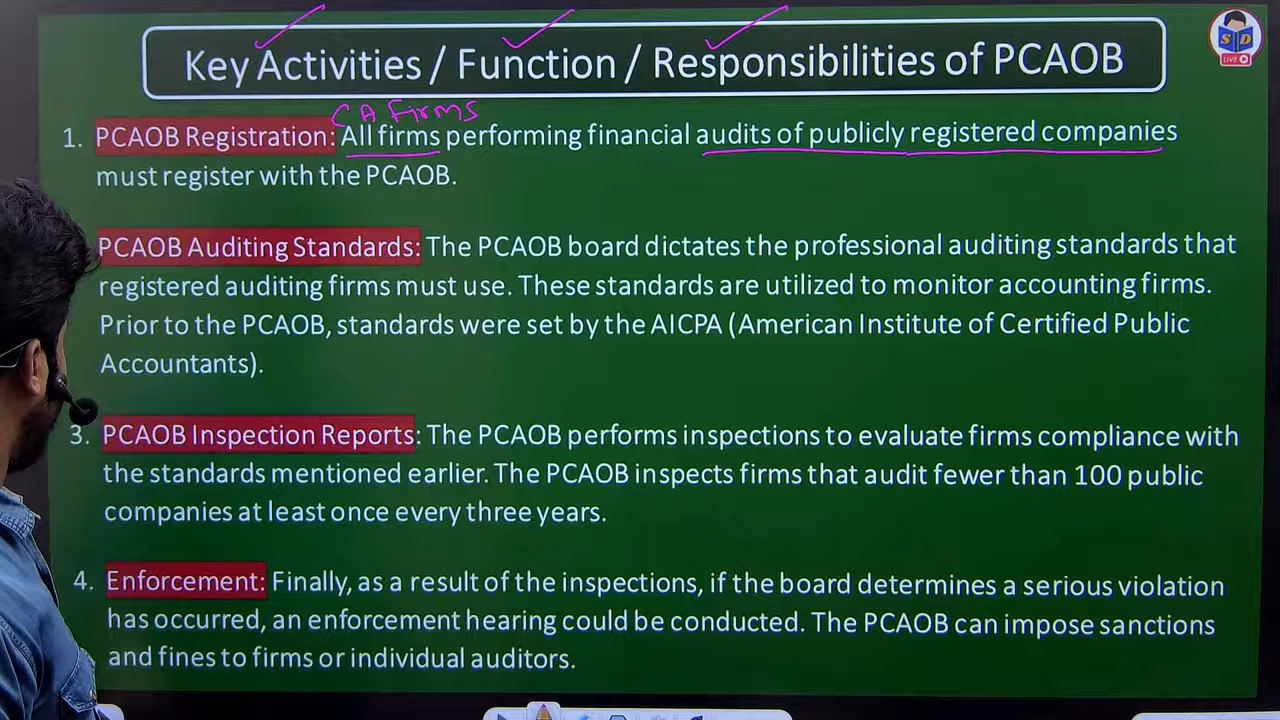 Key Activities / Function / Responsibilities of PCAOB
S D
LIVE
CA Firms
1. PCAOB Registration: All firms performing financial audits of publicly registered companies
must register with the PCAOB.
PCAOB Auditing Standards: The PCAOB board dictates the professional auditing standards that
registered auditing firms must use. These standards are utilized to monitor accounting firms.
Prior to the PCAOB, standards were set by the AICPA (American Institute of Certified Public
Accountants).
3. PCAOB Inspection Reports: The PCAOB performs inspections to evaluate firms compliance with
the standards mentioned earlier. The PCAOB inspects firms that audit fewer than 100 public
companies at least once every three years.
4. Enforcement: Finally, as a result of the inspections, if the board determines a serious violation
has occurred, an enforcement hearing could be conducted. The PCAOB can impose sanctions
and fines to firms or individual auditors.